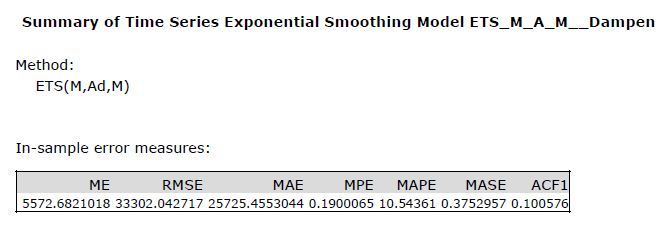 Summary of Time Series Exponential Smoothing Model ETS_M_A_M__Dampen
Method:
ETS(M,Ad,M)
In-sample error measures:
ME RMSE MAE MPE MAPE MASE ACF1
5572.6821018 33302.042717 25725.4553044 0.1900065 10.54361 0.3752957 0.100576